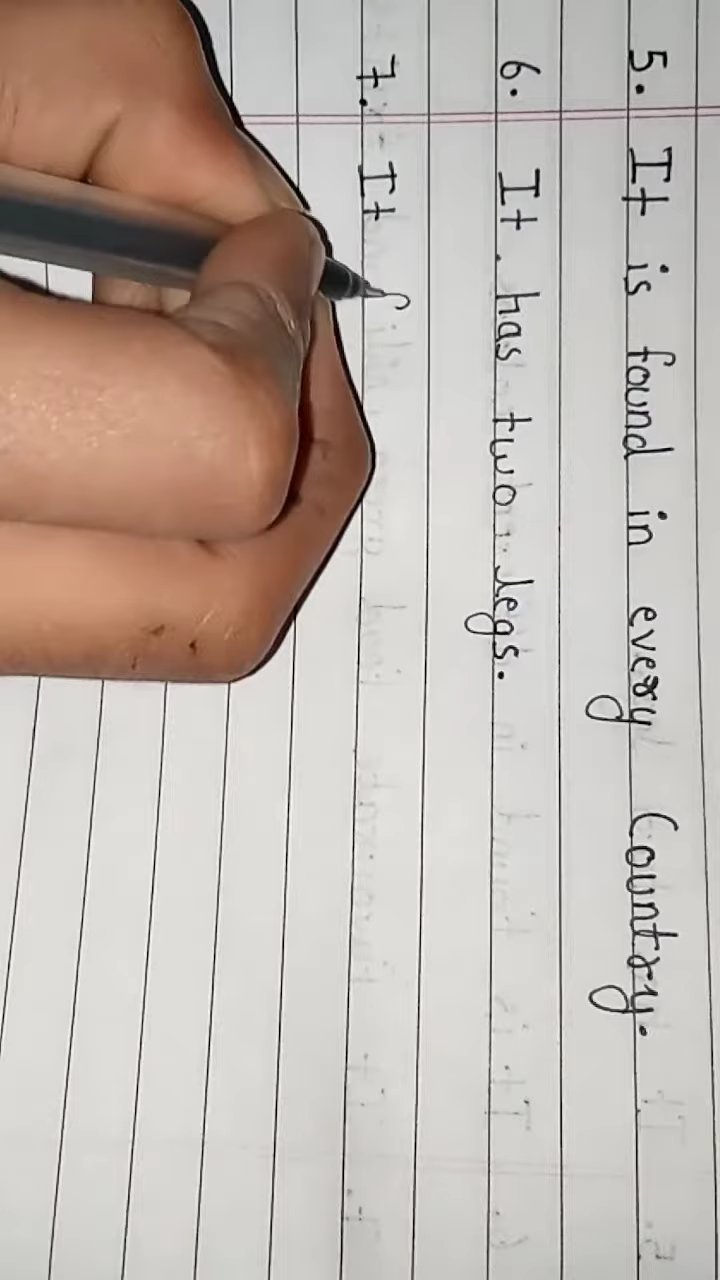 5. It is found in every Country.
6. It has two legs.
7. It